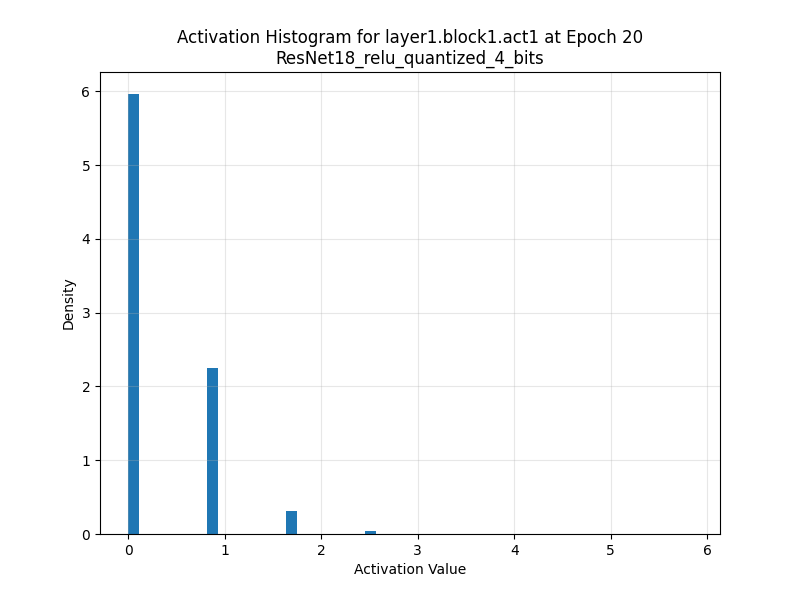 Activation Histogram for layer1.block1.act1 at Epoch 20
ResNet18_relu_quantized_4_bits
6
5
4
3
2
1
0
Density
0 1 2 3 4 5 6
Activation Value